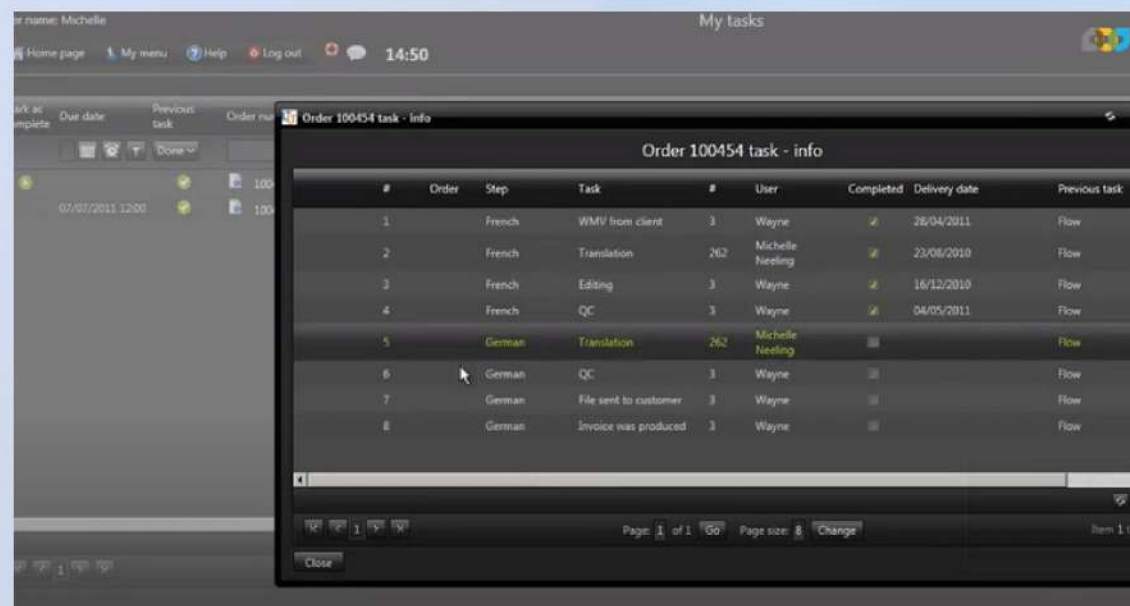 er name: Michelle
My tasks
Home page My menu Help Log out 14:50
ark as
mplete
Due date
Previous
task
Order nu
Done
100
07/07/2011 12:00
100
Order 100454 task - info
Order 100454 task - info
# Order Step Task # User Completed Delivery date Previous task
1 French WMV from client 3 Wayne 28/04/2011 Flow
2 French Translation 262 Michelle Neeling 23/08/2010 Flow
3 French Editing 3 Wayne 16/12/2010 Flow
4 French QC 3 Wayne 04/05/2011 Flow
5 German Translation 262 Michelle Neeling Flow
6 German QC 3 Wayne Flow
7 German File sent to customer 3 Wayne Flow
8 German Invoice was produced 3 Wayne Flow
1 Page: 1 of 1 Go Page size: 8 Change Item 1 t
Close
1